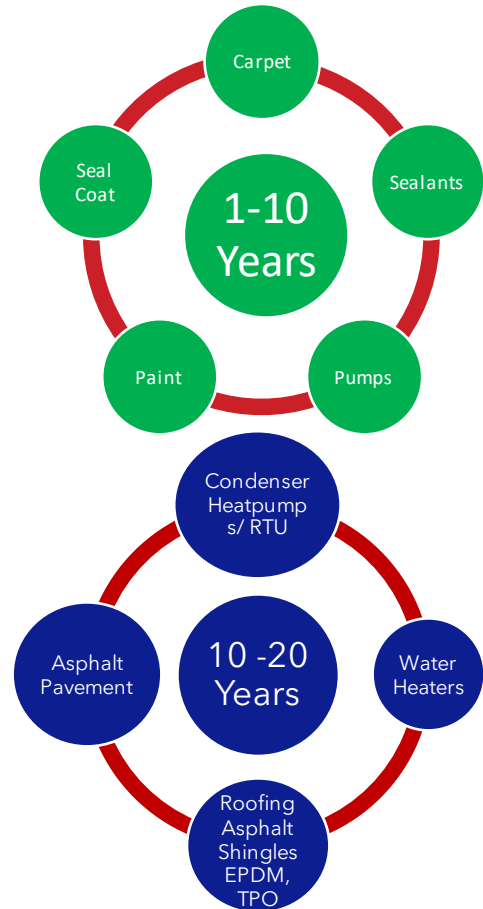 Carpet
Seal
Coat
Sealants
1-10
Years
Paint
Pumps
Condenser
Heatpump
s/ RTU
Asphalt
Pavement
10 -20
Years
Water
Heaters
Roofing
Asphalt
Shingles
EPDM,
TPO